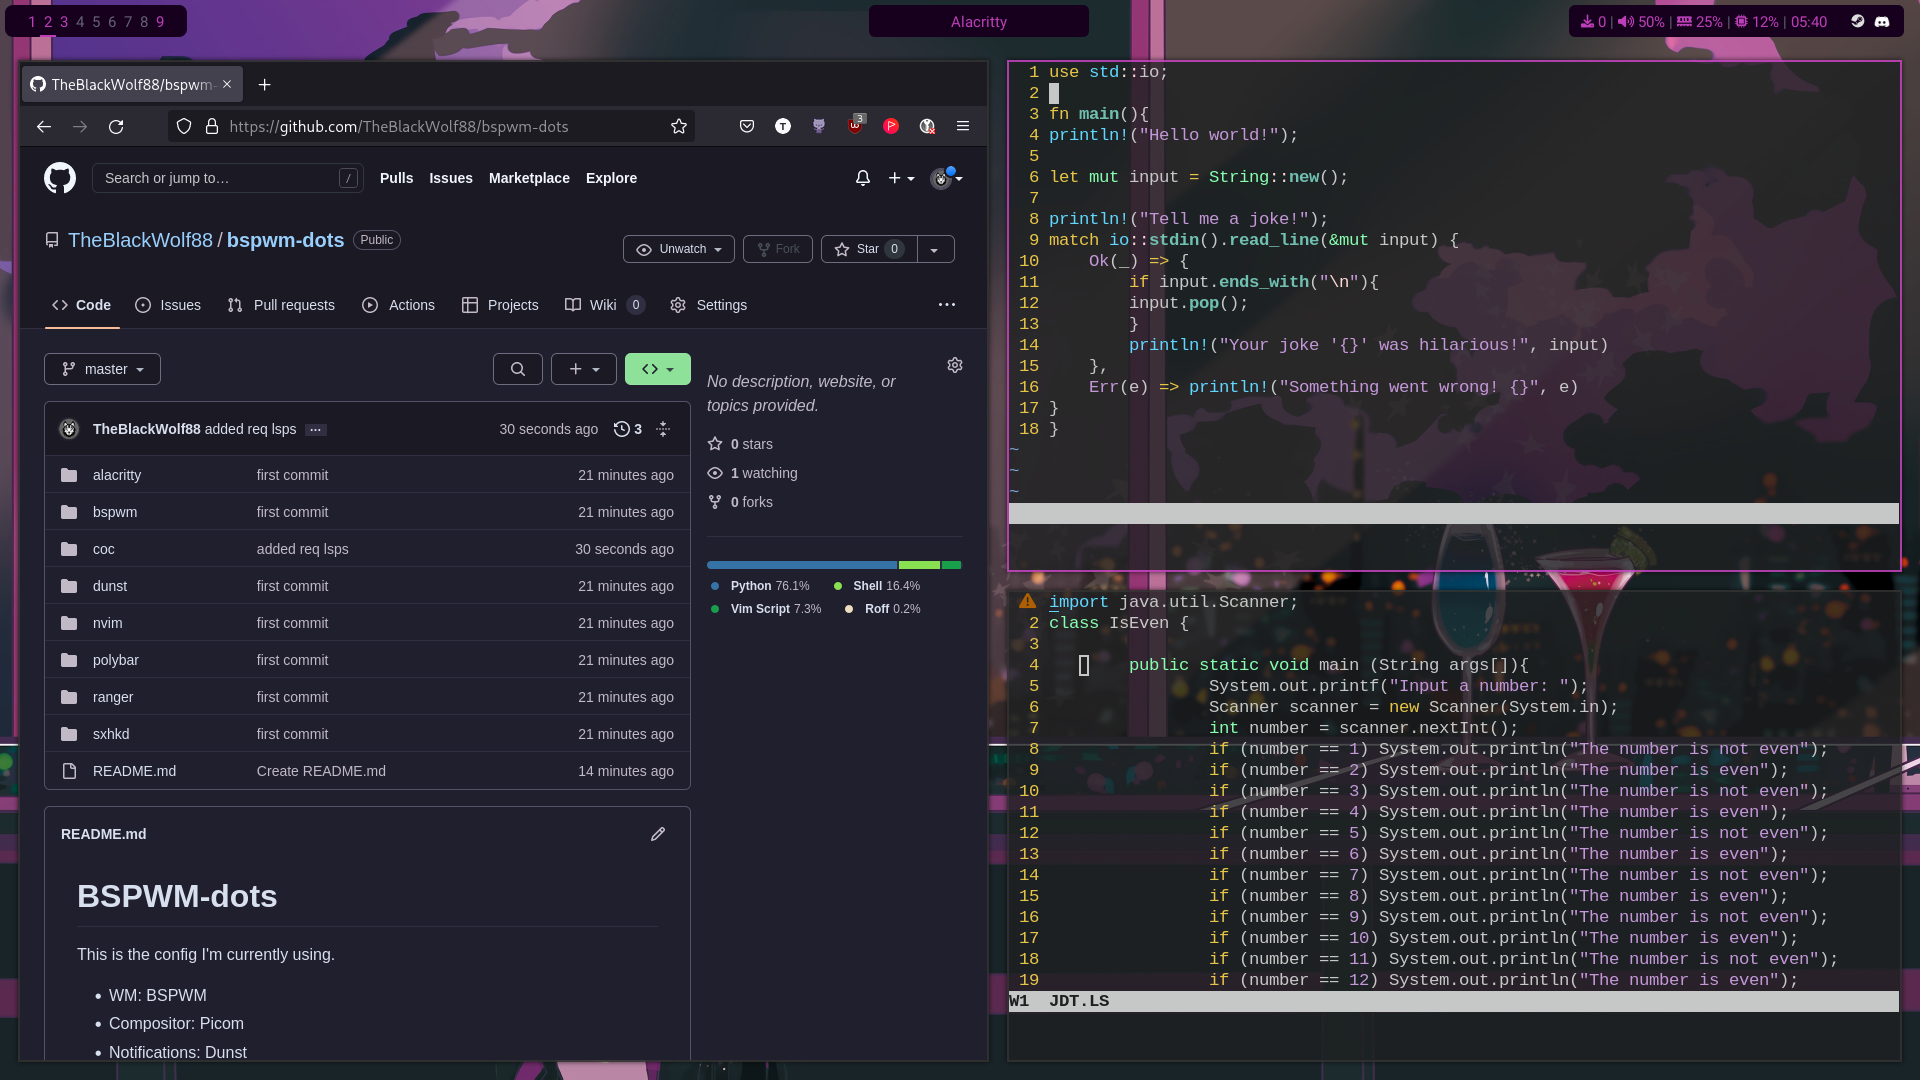 1 2 3 4 5 6 7 8 9
Alacritty
0 | 50% | 25% | 12% | 05:40
TheBlackWolf88/bspwm-
https://github.com/TheBlackWolf88/bspwm-dots
3
Search or jump to… /
Pulls Issues Marketplace Explore
TheBlackWolf88 / bspwm-dots Public
Unwatch Fork Star 0
Code Issues Pull requests Actions Projects Wiki 0 Settings
master
TheBlackWolf88 added req lsps ... 30 seconds ago 3
alacritty first commit 21 minutes ago
bspwm first commit 21 minutes ago
coc added req lsps 30 seconds ago
dunst first commit 21 minutes ago
nvim first commit 21 minutes ago
polybar first commit 21 minutes ago
ranger first commit 21 minutes ago
sxhkd first commit 21 minutes ago
README.md Create README.md 14 minutes ago
No description, website, or
topics provided.
0 stars
1 watching
0 forks
Python 76.1% Shell 16.4%
Vim Script 7.3% Roff 0.2%
README.md
BSPWM-dots
This is the config I'm currently using.
• WM: BSPWM
• Compositor: Picom
• Notifications: Dunst
1 use std::io;
2
3 fn main(){
4 println!("Hello world!");
5
6 let mut input = String::new();
7
8 println!("Tell me a joke!");
9 match io::stdin().read_line(&mut input) {
10     Ok(_) => {
11         if input.ends_with("\n"){
12         input.pop();
13         }
14         println!("Your joke '{}' was hilarious!", input)
15     },
16     Err(e) => println!("Something went wrong! {}", e)
17 }
18 }
~
~
~
import java.util.Scanner;
2 class IsEven {
3
4         public static void main (String args[]){
5                 System.out.printf("Input a number: ");
6                 Scanner scanner = new Scanner(System.in);
7                 int number = scanner.nextInt();
8                 if (number == 1) System.out.println("The number is not even");
9                 if (number == 2) System.out.println("The number is even");
10                 if (number == 3) System.out.println("The number is not even");
11                 if (number == 4) System.out.println("The number is even");
12                 if (number == 5) System.out.println("The number is not even");
13                 if (number == 6) System.out.println("The number is even");
14                 if (number == 7) System.out.println("The number is not even");
15                 if (number == 8) System.out.println("The number is even");
16                 if (number == 9) System.out.println("The number is not even");
17                 if (number == 10) System.out.println("The number is even");
18                 if (number == 11) System.out.println("The number is not even");
19                 if (number == 12) System.out.println("The number is even");
W1 JDT.LS